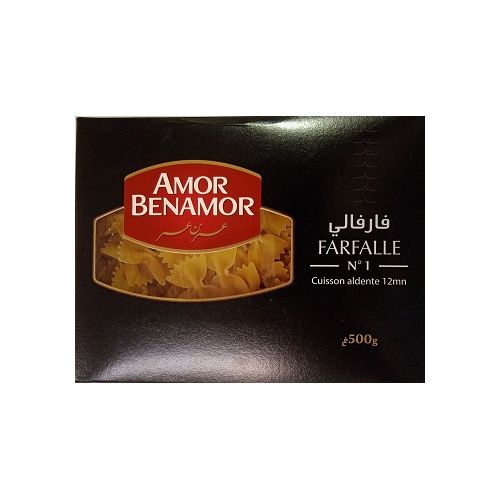 AMOR
BENAMOR
عمر بن عمر
فارفالي
FARFALLE
N° 1
Cuisson aldente 12mn
500g غ